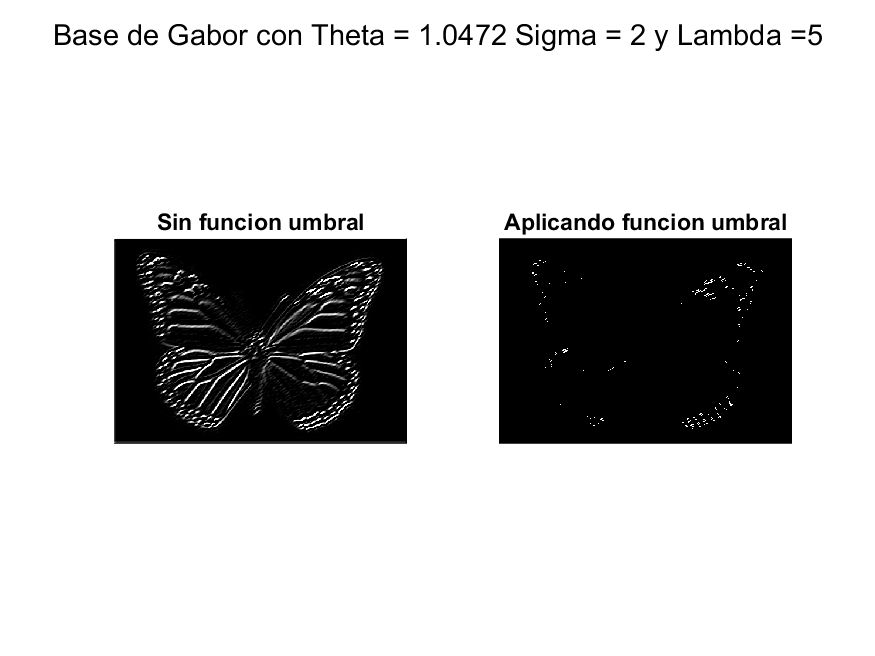 Base de Gabor con Theta = 1.0472 Sigma = 2 y Lambda =5
Sin funcion umbral
Aplicando funcion umbral